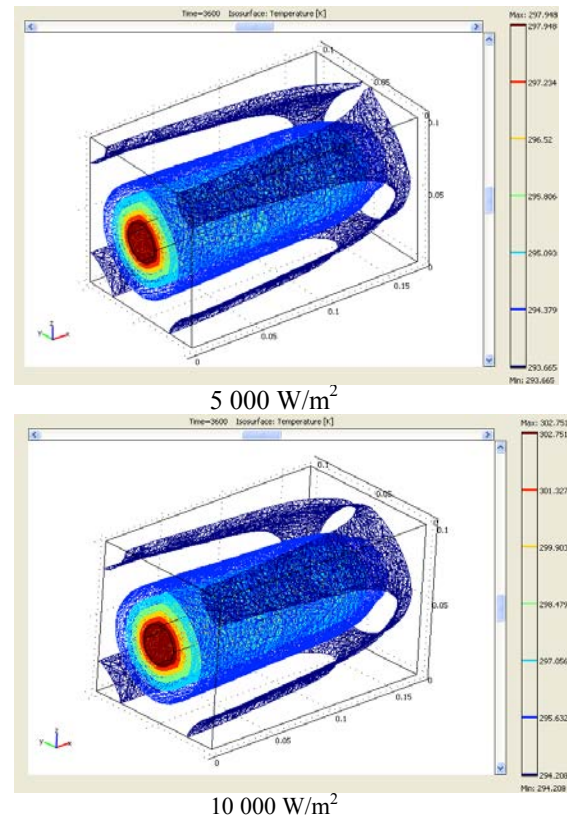 Time=3600 Isosurface: Temperature [K]
Max: 297.948
297.948
297.234
296.52
295.806
295.093
294.379
293.665
Min: 293.665
0.1
0.05
0
0.1
0.05
0
0.15
0.1
0.05
0
z
y
x
5 000 W/m²
Time=3600 Isosurface: Temperature [K]
Max: 302.751
302.751
301.327
299.903
298.479
297.056
295.632
294.208
Min: 294.208
0.1
0.05
0
0.1
0.05
0
0.15
0.1
0.05
0
z
y
x
10 000 W/m²